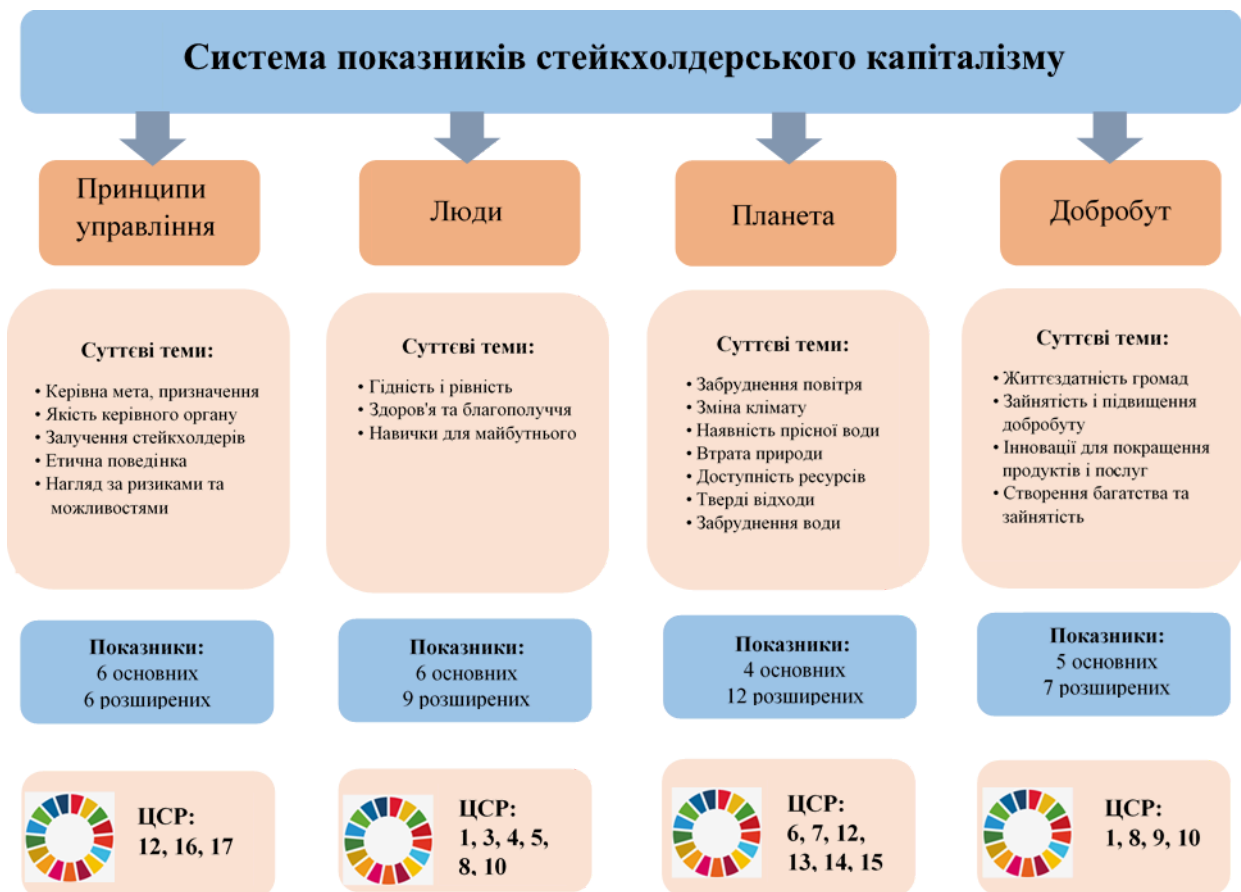 Система показників стейкхолдерського капіталізму
Принципи
управління
Суттєві теми:
• Керівна мета, призначення
• Якість керівного органу
• Залучення стейкхолдерів
• Етична поведінка
• Нагляд за ризиками та
можливостями
Показники:
6 основних
6 розширених
ЦСР:
12, 16, 17
Люди
Суттєві теми:
• Гідність і рівність
• Здоров'я та благополуччя
• Навички для майбутнього
Показники:
6 основних
9 розширених
ЦСР:
1, 3, 4, 5,
8, 10
Планета
Суттєві теми:
• Забруднення повітря
• Зміна клімату
• Наявність прісної води
• Втрата природи
• Доступність ресурсів
• Тверді відходи
• Забруднення води
Показники:
4 основних
12 розширених
ЦСР:
6, 7, 12,
13, 14, 15
Добробут
Суттєві теми:
• Життєздатність громад
• Зайнятість і підвищення
добробуту
• Інновації для покращення
продуктів і послуг
• Створення багатства та
зайнятість
Показники:
5 основних
7 розширених
ЦСР:
1, 8, 9, 10